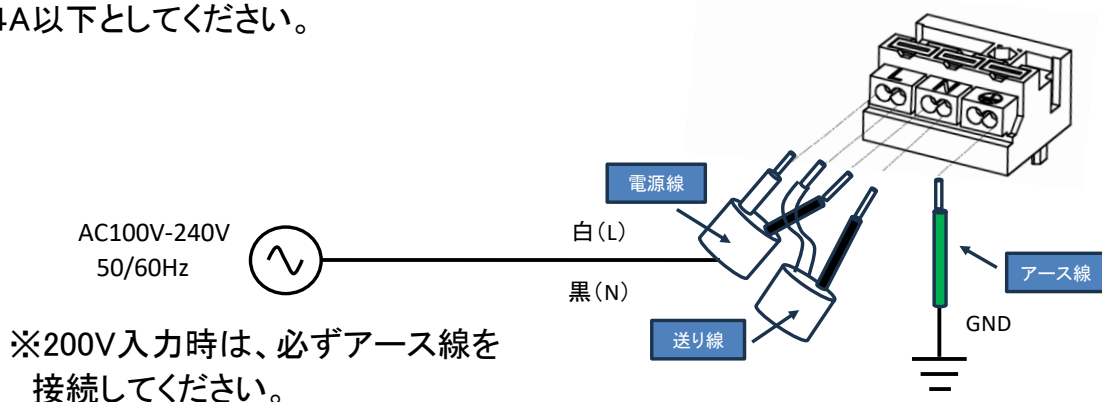 4A以下としてください。
L N
電源線
AC100V-240V
50/60Hz
白(L)
黒(N)
アース線
送り線
GND
※200V入力時は、必ずアース線を
接続してください。